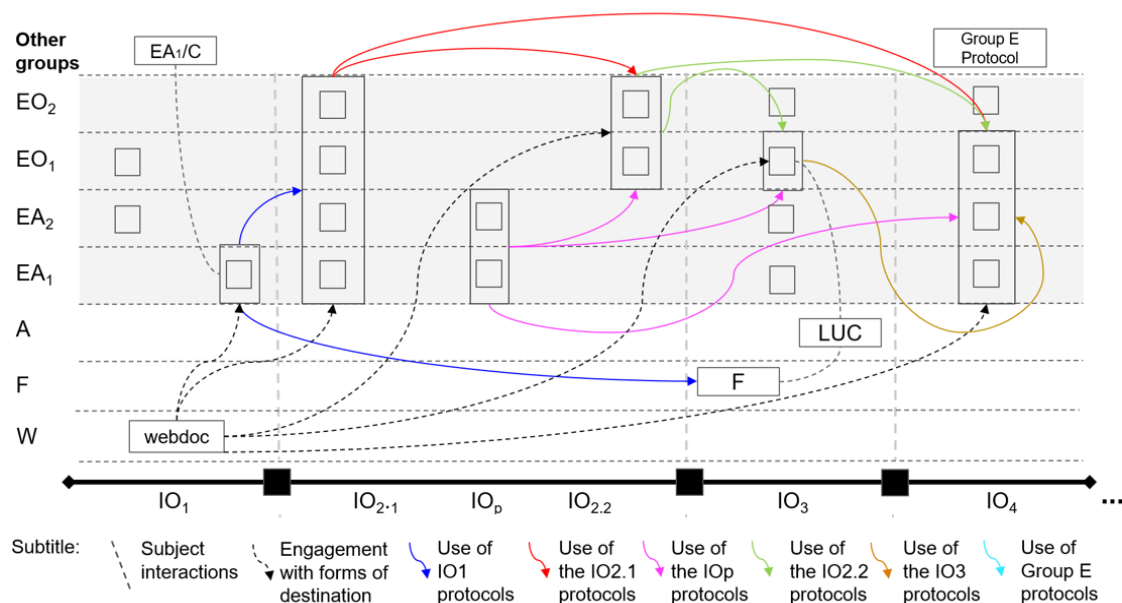 Other
groups
EA₁/C
Group E
Protocol
EO₂
EO₁
EA₂
EA₁
A
LUC
F
F
W
webdoc
IO₁
IO₂.₁
IOₚ
IO₂.₂
IO₃
IO₄
...
Subtitle:
Subject
interactions
Engagement
with forms of
destination
Use of
IO1
protocols
Use of
the IO2.1
protocols
Use of
the IOp
protocols
Use of
the IO2.2
protocols
Use of
the IO3
protocols
Use of
Group E
protocols